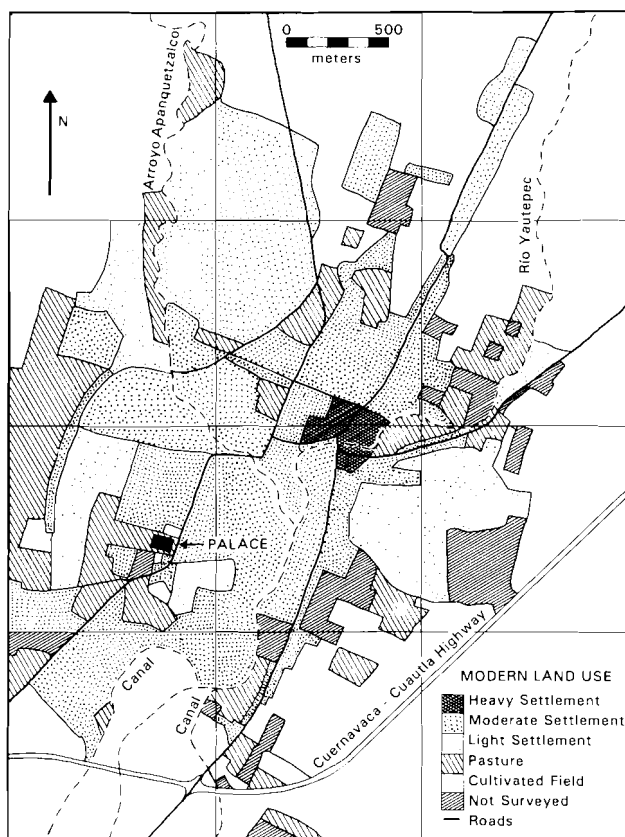 0 500
meters
N
Arroyo Apanquetzalco
Río Yautepec
PALACE
Canal
Canal
Cuernavaca - Cuautla Highway
MODERN LAND USE
Heavy Settlement
Moderate Settlement
Light Settlement
Pasture
Cultivated Field
Not Surveyed
Roads